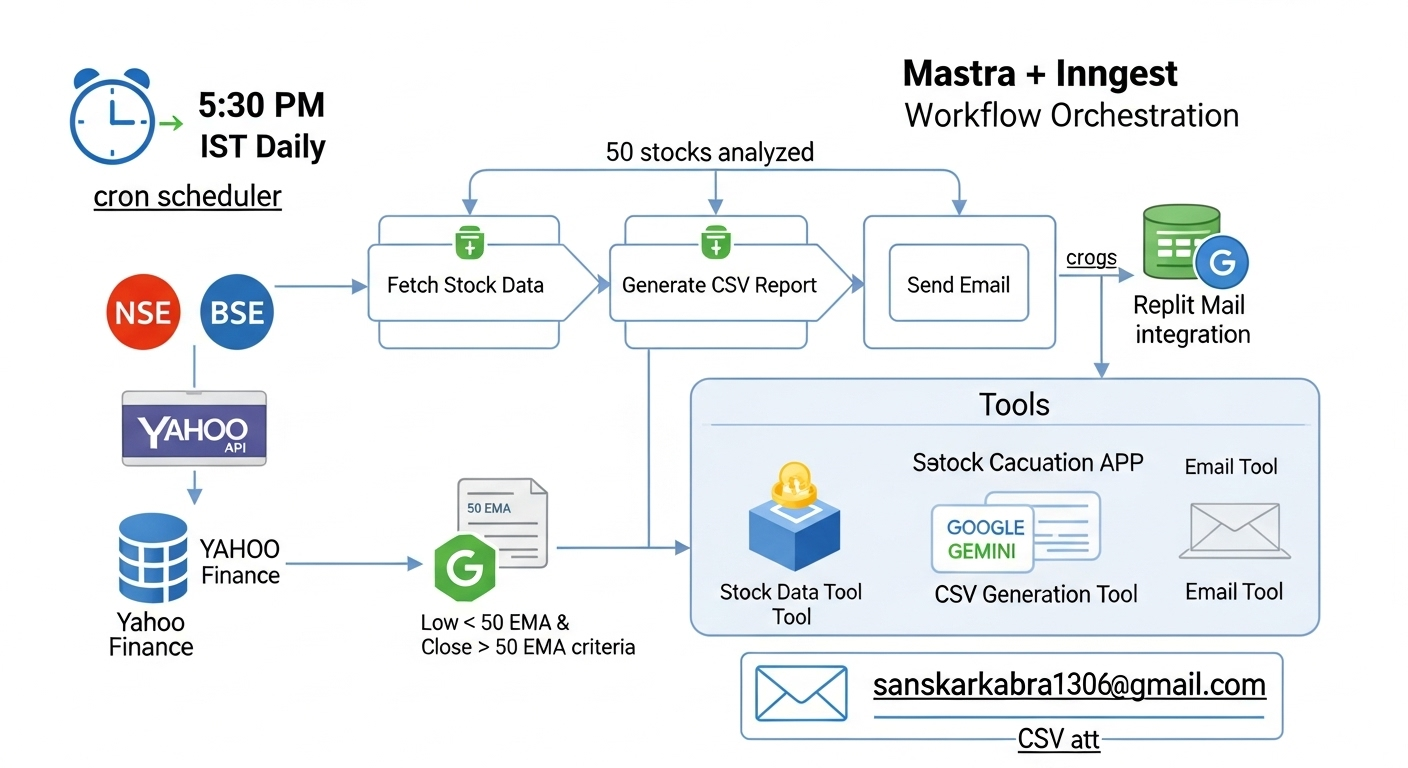 5:30 PM
IST Daily
cron scheduler
Mastra + Inngest
Workflow Orchestration
50 stocks analyzed
NSE
BSE
Fetch Stock Data
Generate CSV Report
Send Email
crogs
G
Replit Mail
integration
YAHOO
API
YAHOO
Finance
Yahoo
Finance
50 EMA
G
Low < 50 EMA &
Close > 50 EMA criteria
Tools
Stock Data Tool
Tool
Sətock Cacuation APP
GOOGLE
GEMINI
CSV Generation Tool
Email Tool
Email Tool
sanskarkabra1306@gmail.com
CSV att